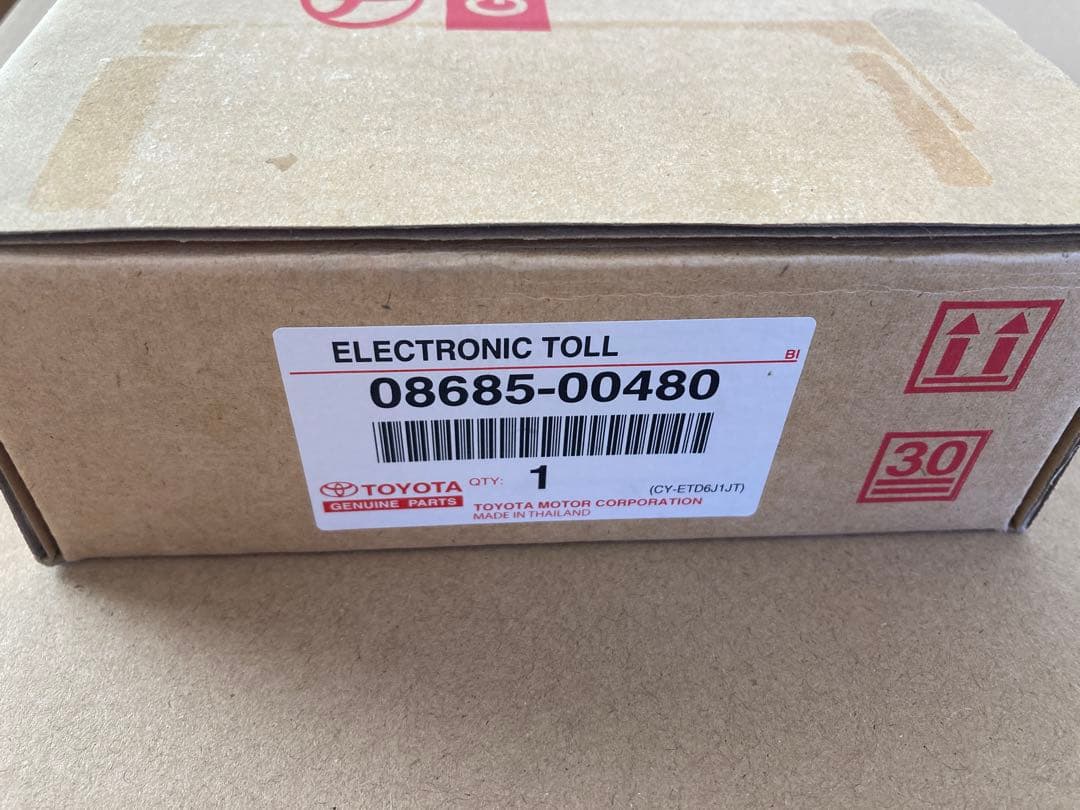 G
ELECTRONIC TOLL
BI
08685-00480
QTY: 1
(CY-ETD6J1JT)
TOYOTA
GENUINE PARTS
TOYOTA MOTOR CORPORATION
MADE IN THAILAND
30